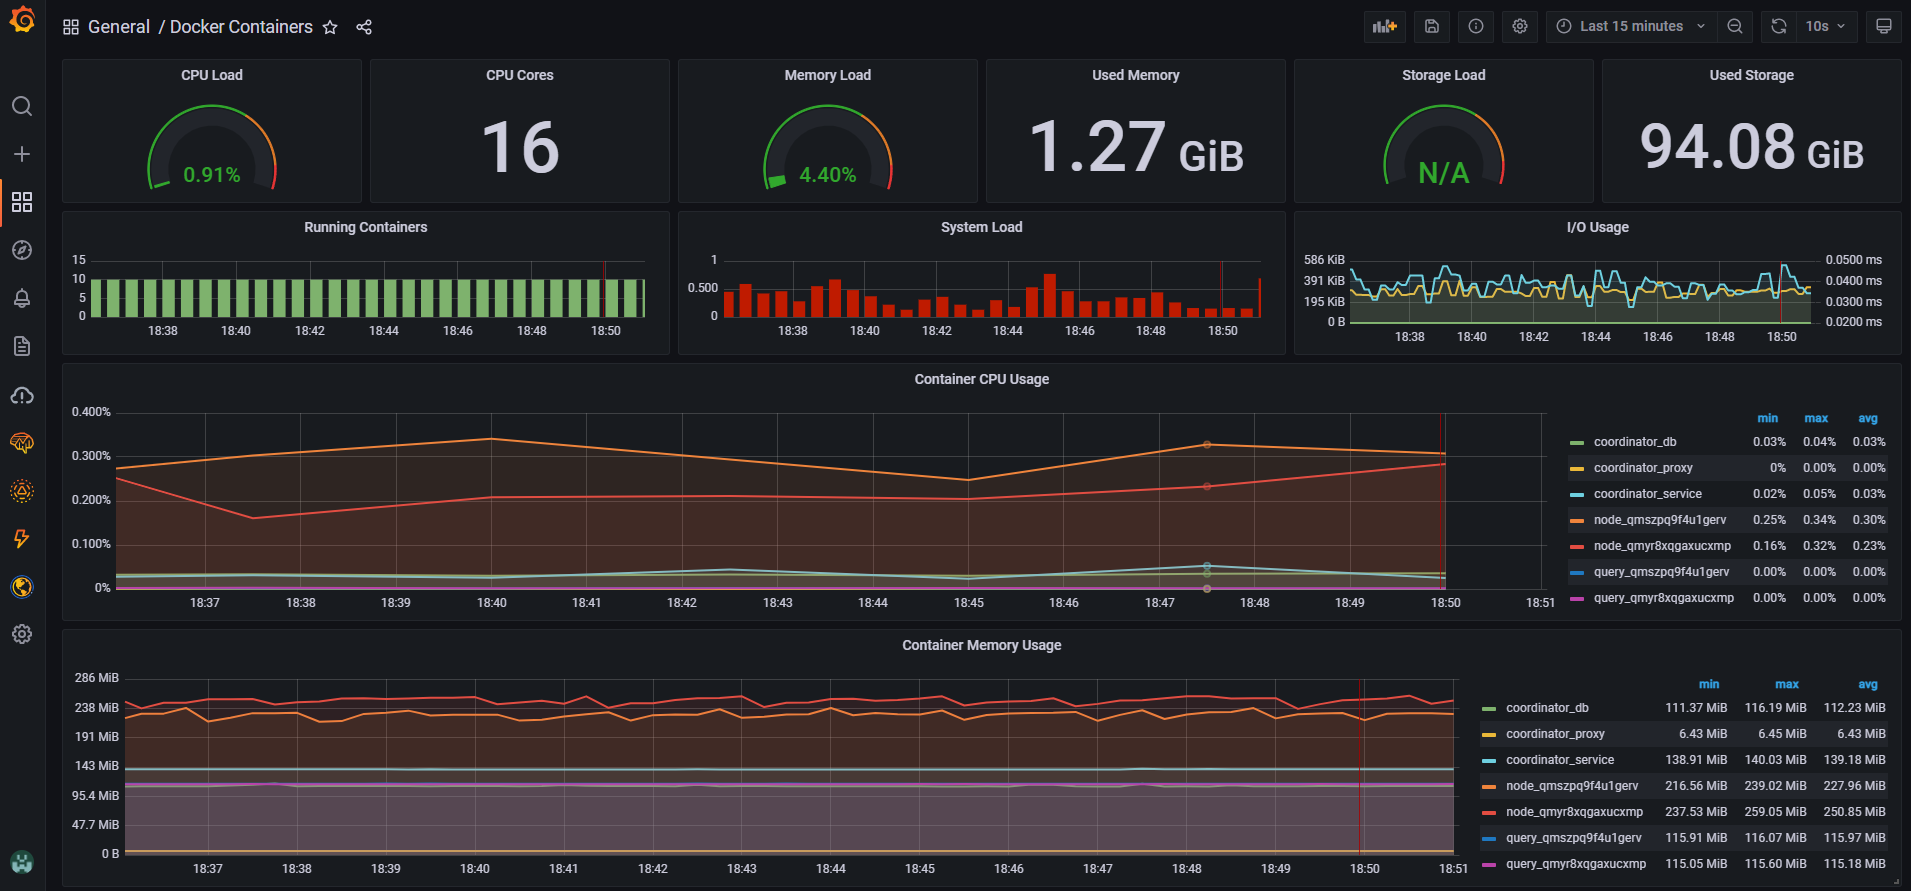 General / Docker Containers
Last 15 minutes
10s
CPU Load
CPU Cores
Memory Load
Used Memory
Storage Load
Used Storage
0.91%
16
4.40%
1.27 GiB
N/A
94.08 GiB
Running Containers
15
10
5
0
18:38 18:40 18:42 18:44 18:46 18:48 18:50
System Load
1
0.500
0
18:38 18:40 18:42 18:44 18:46 18:48 18:50
I/O Usage
586 KiB 0.0500 ms
391 KiB 0.0400 ms
195 KiB 0.0300 ms
0 B 0.0200 ms
18:38 18:40 18:42 18:44 18:46 18:48 18:50
Container CPU Usage
0.400%
0.300%
0.200%
0.100%
0%
18:37 18:38 18:39 18:40 18:41 18:42 18:43 18:44 18:45 18:46 18:47 18:48 18:49 18:50 18:51
min max avg
coordinator_db 0.03% 0.04% 0.03%
coordinator_proxy 0% 0.00% 0.00%
coordinator_service 0.02% 0.05% 0.03%
node_qmszpq9f4u1gerv 0.25% 0.34% 0.30%
node_qmyr8xqgaxucxmp 0.16% 0.32% 0.23%
query_qmszpq9f4u1gerv 0.00% 0.00% 0.00%
query_qmyr8xqgaxucxmp 0.00% 0.00% 0.00%
Container Memory Usage
286 MiB
238 MiB
191 MiB
143 MiB
95.4 MiB
47.7 MiB
0 B
18:37 18:38 18:39 18:40 18:41 18:42 18:43 18:44 18:45 18:46 18:47 18:48 18:49 18:50 18:51
min max avg
coordinator_db 111.37 MiB 116.19 MiB 112.23 MiB
coordinator_proxy 6.43 MiB 6.45 MiB 6.43 MiB
coordinator_service 138.91 MiB 140.03 MiB 139.18 MiB
node_qmszpq9f4u1gerv 216.56 MiB 239.02 MiB 227.96 MiB
node_qmyr8xqgaxucxmp 237.53 MiB 259.05 MiB 250.85 MiB
query_qmszpq9f4u1gerv 115.91 MiB 116.07 MiB 115.97 MiB
query_qmyr8xqgaxucxmp 115.05 MiB 115.60 MiB 115.18 MiB